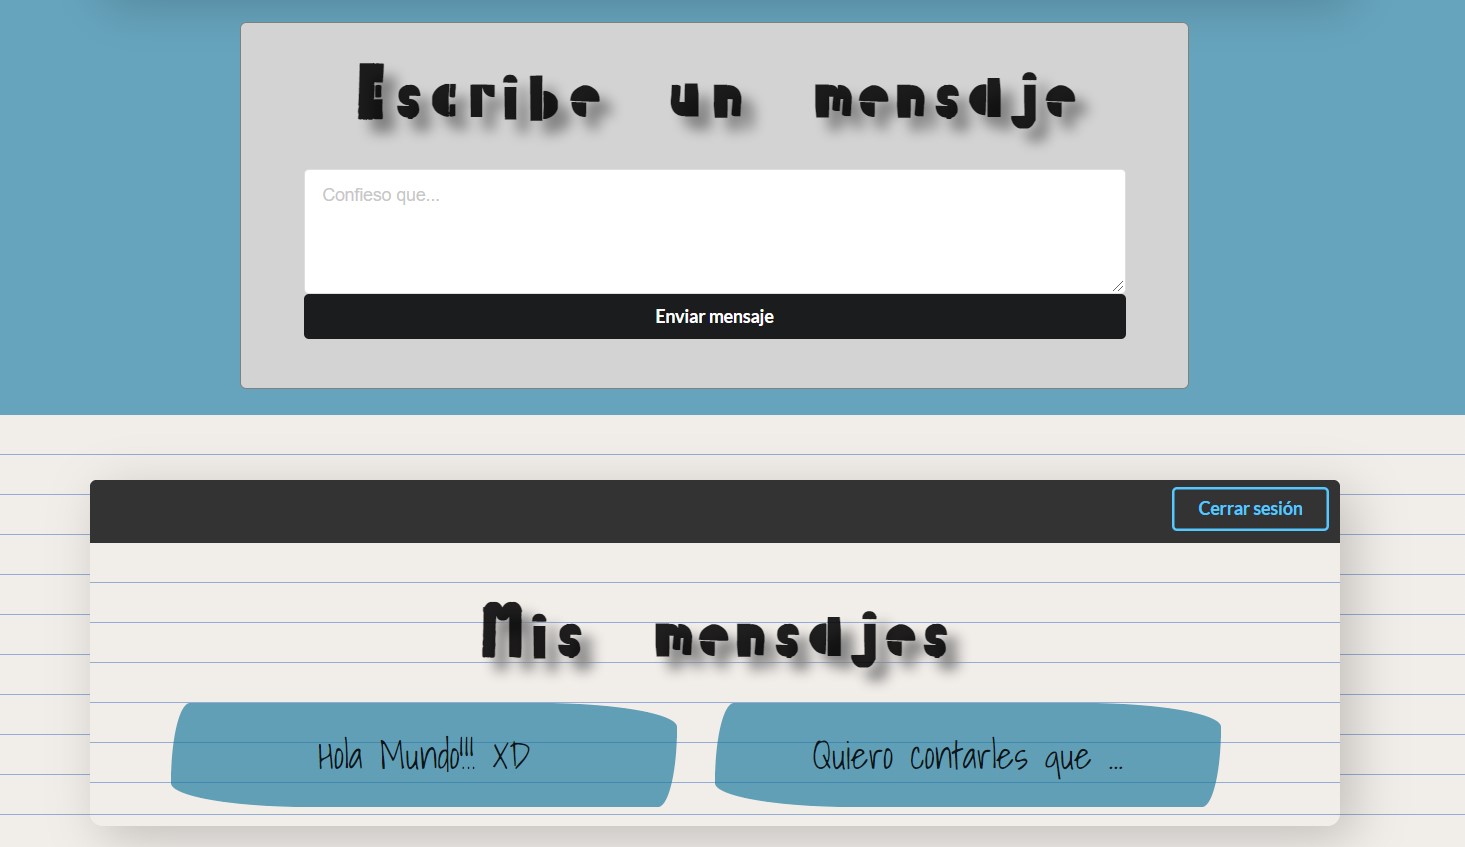 Escribe un mensaje
Confieso que...
Enviar mensaje
Cerrar sesión
Mis mensajes
Hola Mundo!!! XD
Quiero contarles que ...